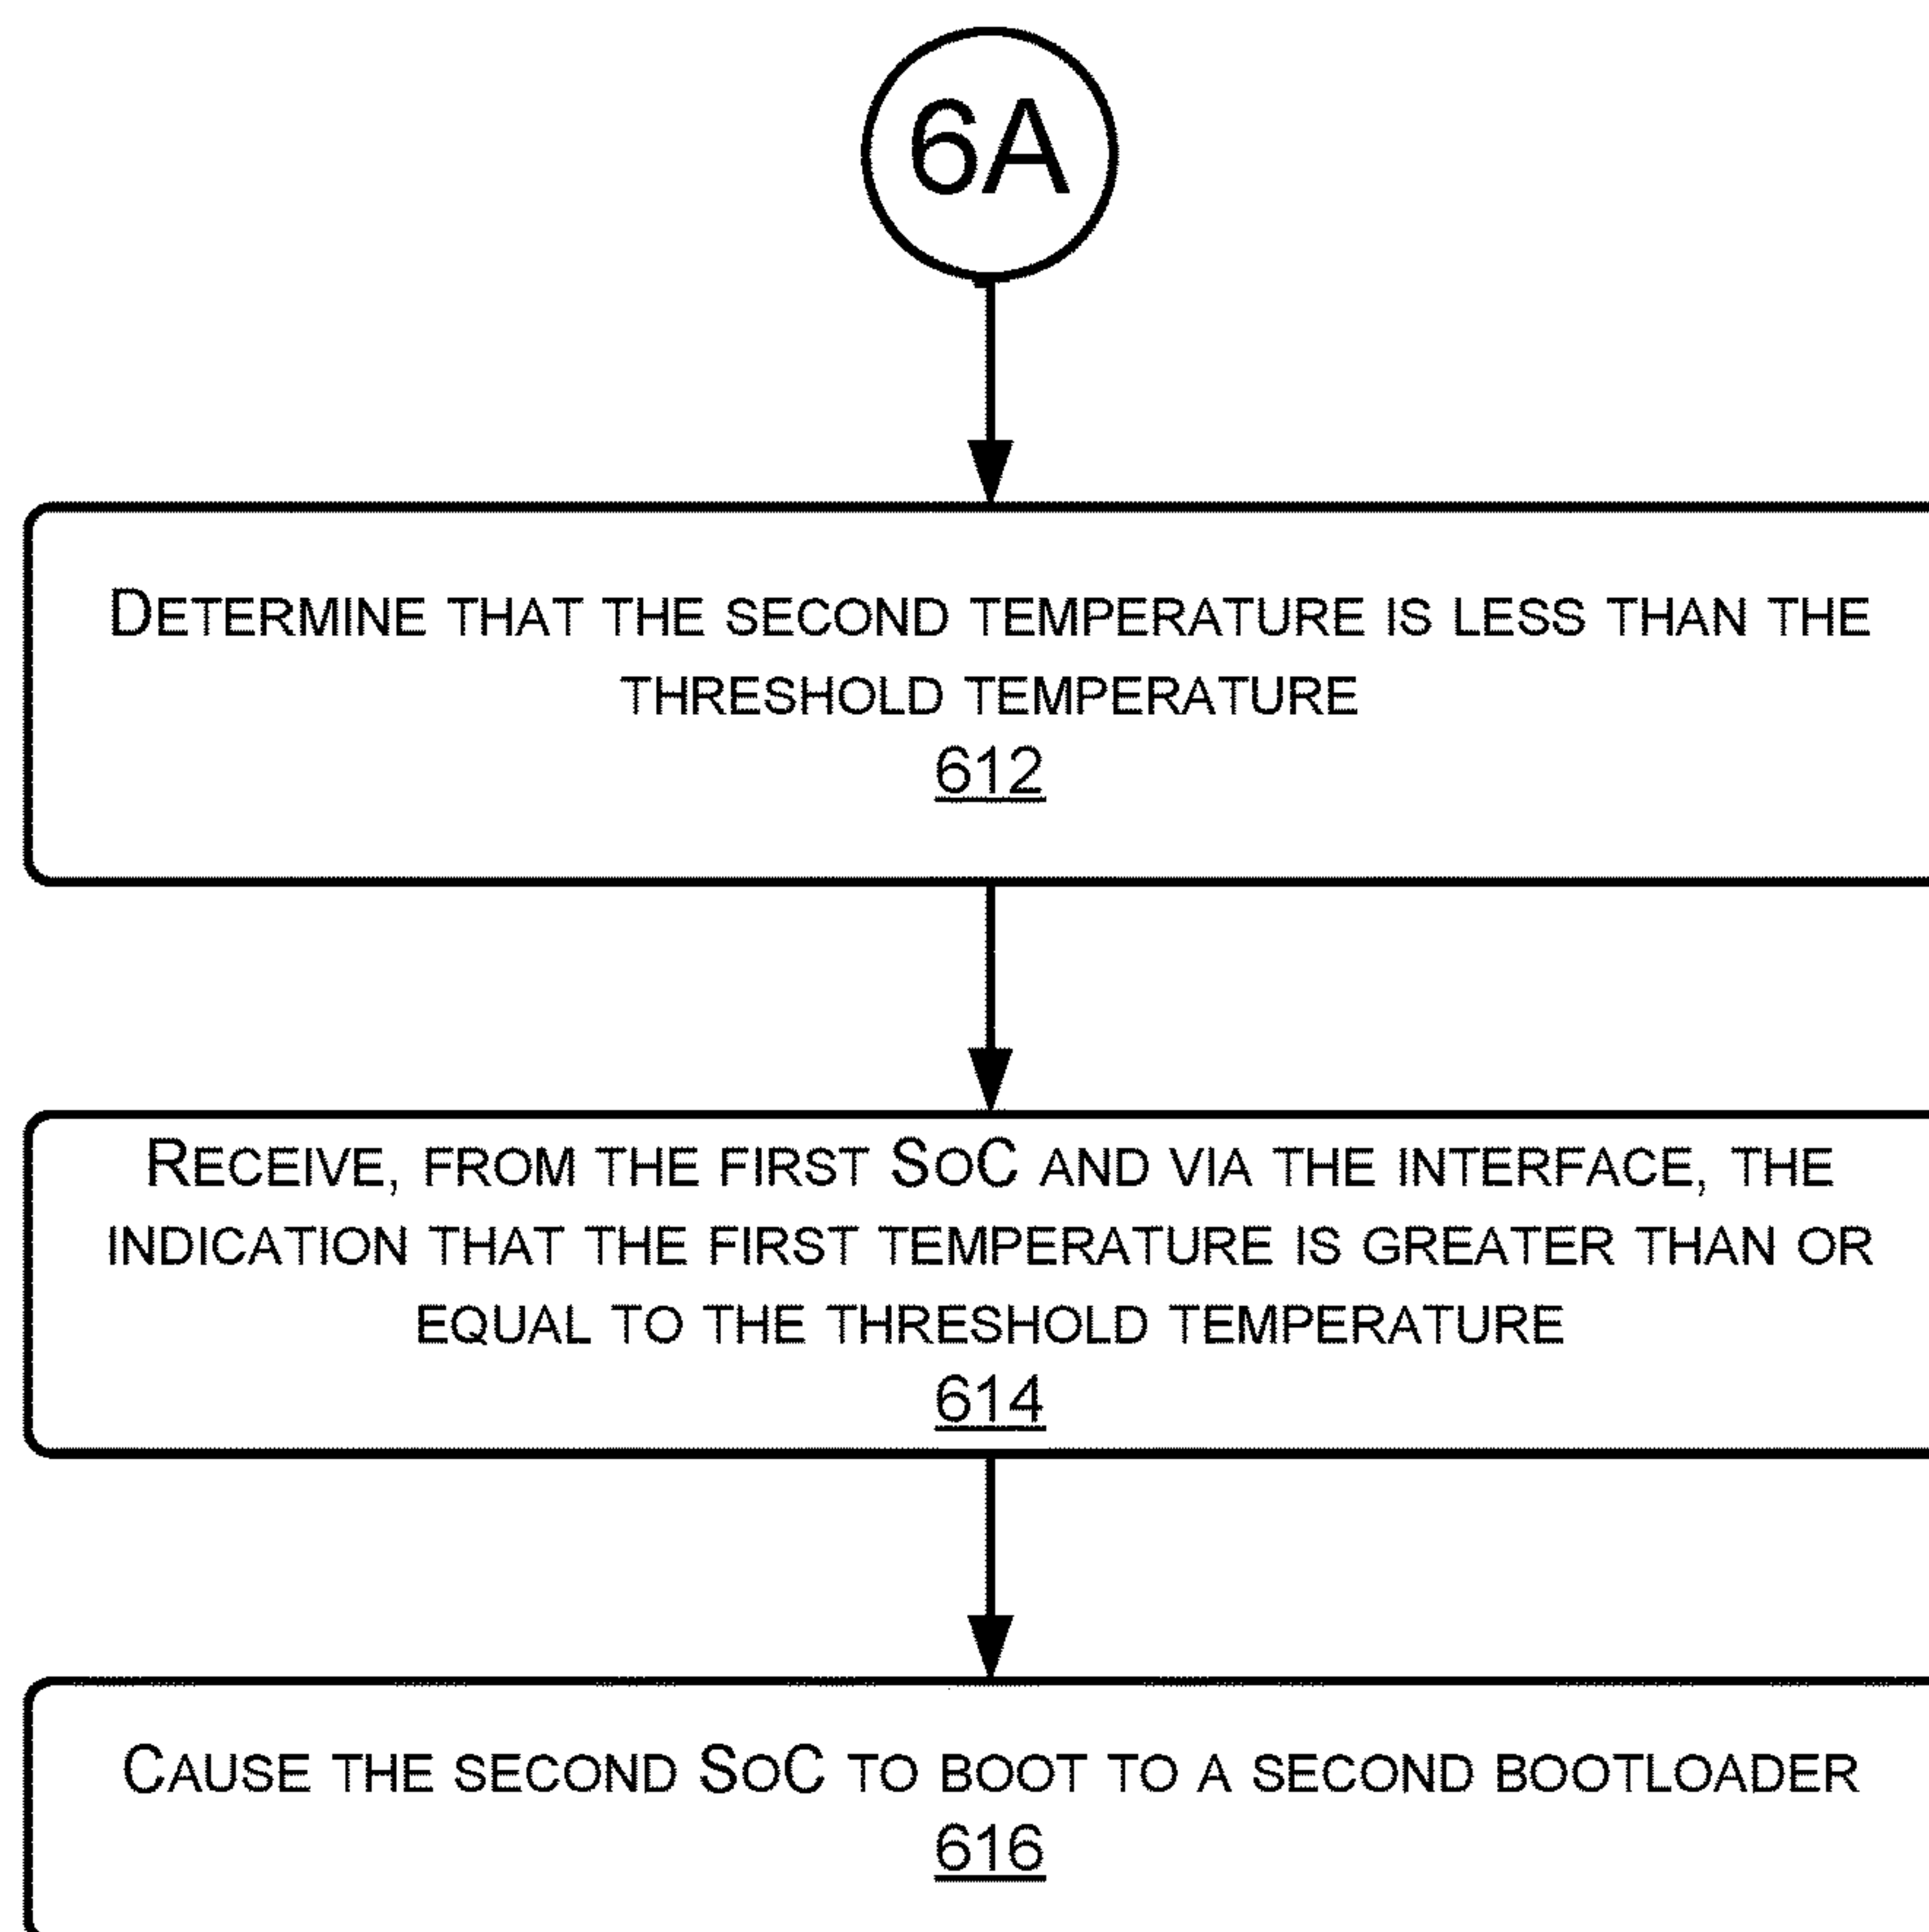 6A
DETERMINE THAT THE SECOND TEMPERATURE IS LESS THAN THE
THRESHOLD TEMPERATURE
612
RECEIVE, FROM THE FIRST SOC AND VIA THE INTERFACE, THE
INDICATION THAT THE FIRST TEMPERATURE IS GREATER THAN OR
EQUAL TO THE THRESHOLD TEMPERATURE
614
CAUSE THE SECOND SOC TO BOOT TO A SECOND BOOTLOADER
616